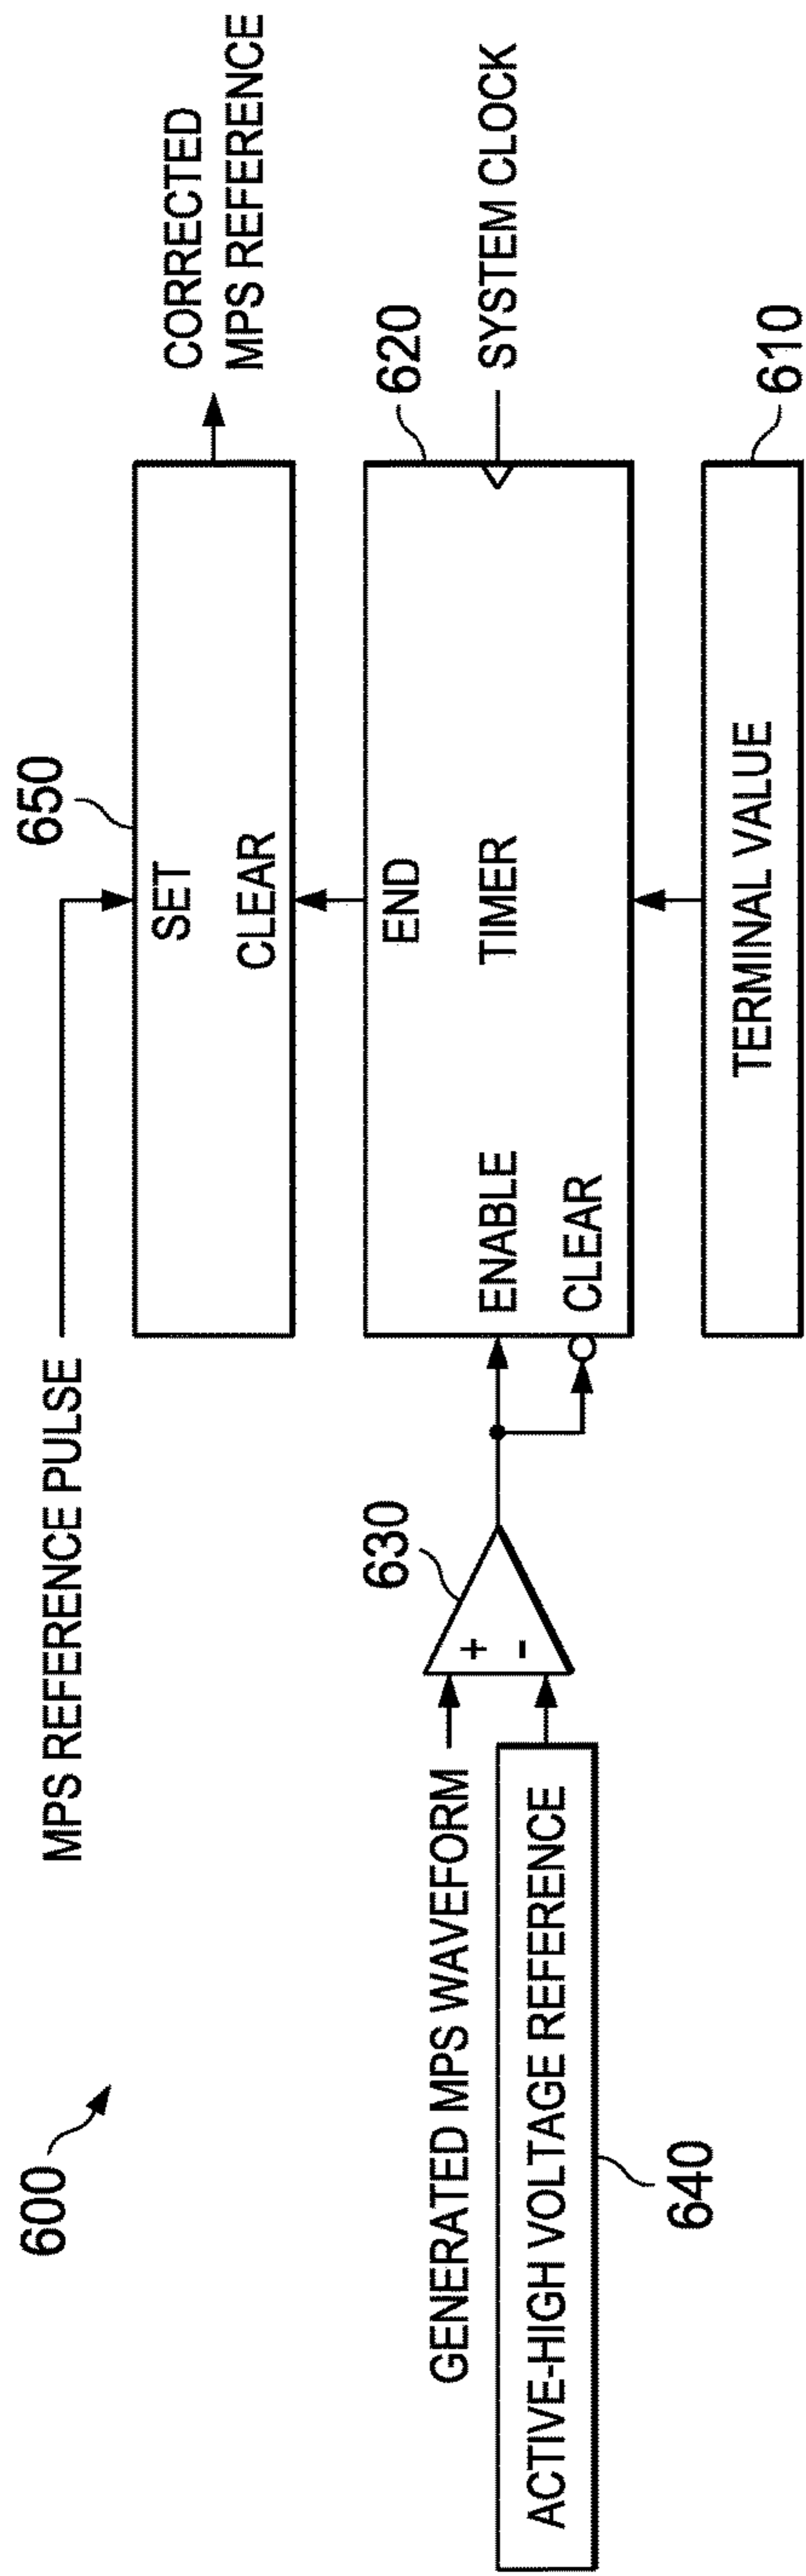 600
MPS REFERENCE PULSE
650
SET
CLEAR
CORRECTED
MPS REFERENCE
GENERATED MPS WAVEFORM
ACTIVE-HIGH VOLTAGE REFERENCE
640
630
+
-
ENABLE
CLEAR
END
TIMER
620
SYSTEM CLOCK
TERMINAL VALUE
610